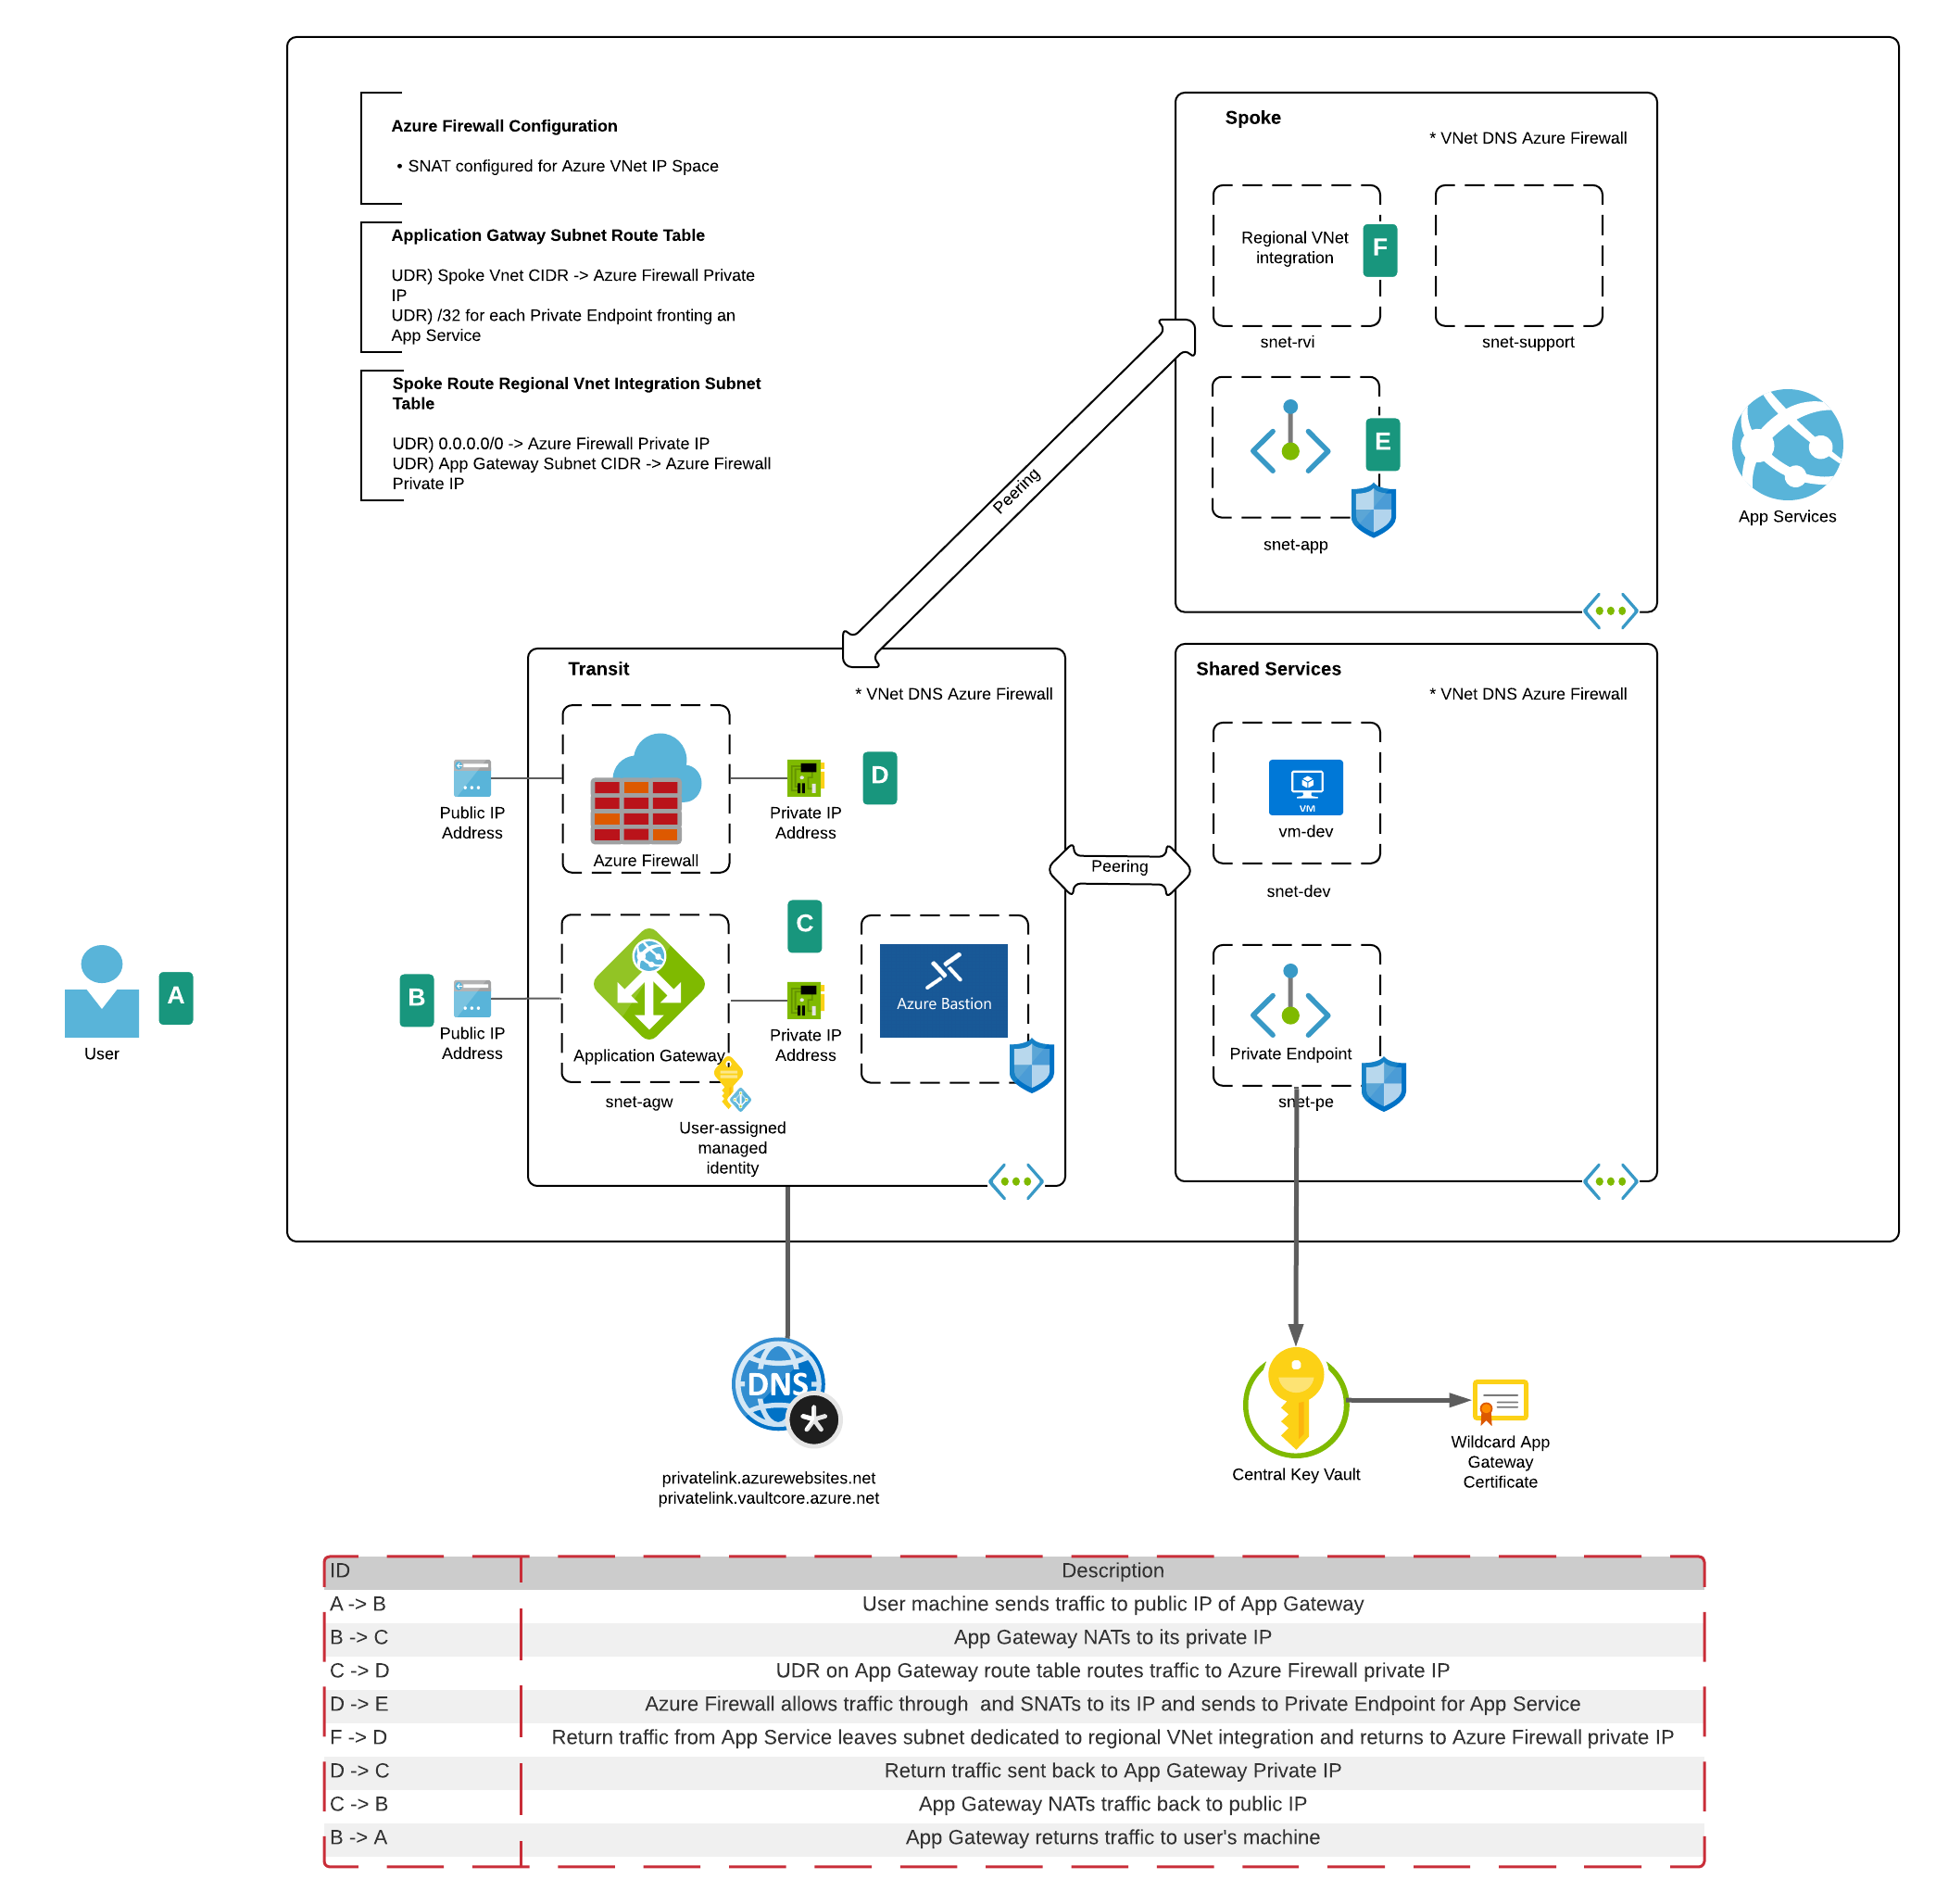 Azure Firewall Configuration
• SNAT configured for Azure VNet IP Space
Application Gatway Subnet Route Table
UDR) Spoke Vnet CIDR -> Azure Firewall Private
IP
UDR) /32 for each Private Endpoint fronting an
App Service
Spoke Route Regional Vnet Integration Subnet
Table
UDR) 0.0.0.0/0 -> Azure Firewall Private IP
UDR) App Gateway Subnet CIDR -> Azure Firewall
Private IP
Spoke
* VNet DNS Azure Firewall
Regional VNet
integration
F
snet-rvi
snet-support
E
snet-app
App Services
Peering
Transit
* VNet DNS Azure Firewall
Public IP
Address
Azure Firewall
Private IP
Address
D
Peering
Shared Services
* VNet DNS Azure Firewall
VM
vm-dev
snet-dev
User
A
B
Public IP
Address
Application Gateway
snet-agw
C
Private IP
Address
User-assigned
managed
identity
Azure Bastion
Private Endpoint
snet-pe
DNS
*
privatelink.azurewebsites.net
privatelink.vaultcore.azure.net
Central Key Vault
Wildcard App
Gateway
Certificate
ID Description
A -> B User machine sends traffic to public IP of App Gateway
B -> C App Gateway NATs to its private IP
C -> D UDR on App Gateway route table routes traffic to Azure Firewall private IP
D -> E Azure Firewall allows traffic through  and SNATs to its IP and sends to Private Endpoint for App Service
F -> D Return traffic from App Service leaves subnet dedicated to regional VNet integration and returns to Azure Firewall private IP
D -> C Return traffic sent back to App Gateway Private IP
C -> B App Gateway NATs traffic back to public IP
B -> A App Gateway returns traffic to user's machine